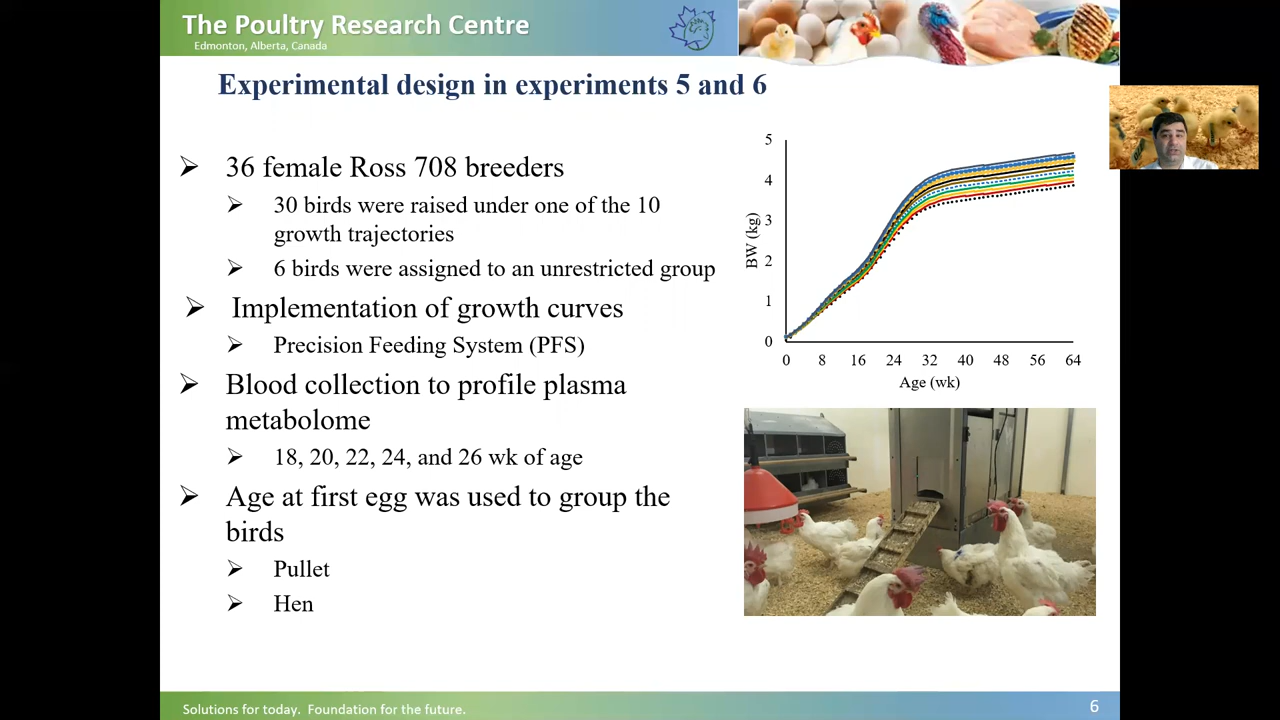 The Poultry Research Centre
Edmonton, Alberta, Canada
Experimental design in experiments 5 and 6
➢ 36 female Ross 708 breeders
➢ 30 birds were raised under one of the 10
growth trajectories
➢ 6 birds were assigned to an unrestricted group
➢ Implementation of growth curves
➢ Precision Feeding System (PFS)
➢ Blood collection to profile plasma
metabolome
➢ 18, 20, 22, 24, and 26 wk of age
➢ Age at first egg was used to group the
birds
➢ Pullet
➢ Hen
5
4
3
2
1
0
BW (kg)
0 8 16 24 32 40 48 56 64
Age (wk)
Solutions for today. Foundation for the future.
6